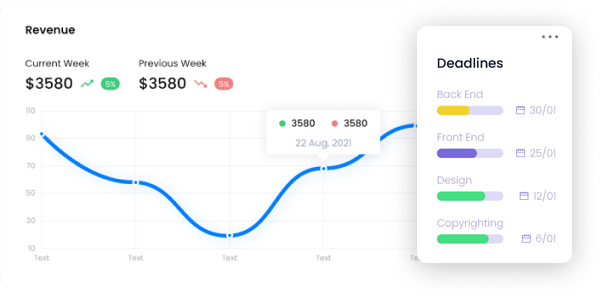 Revenue
Current Week
Previous Week
$3580
5%
$3580
5%
110
90
70
50
30
10
Text
Text
Text
Text
3580
3580
22 Aug, 2021
Deadlines
Back End
30/01
Front End
25/01
Design
12/01
Copyrighting
6/01